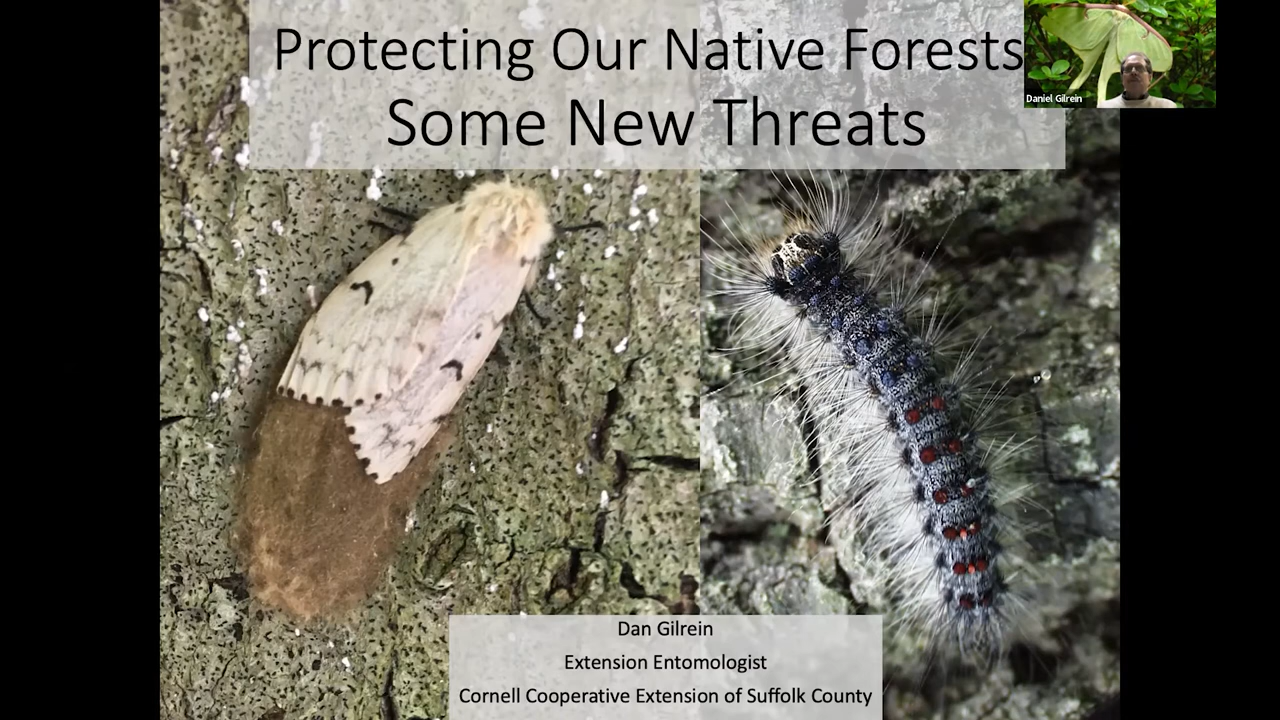 Protecting Our Native Forests
Some New Threats
Daniel Gilrein
Dan Gilrein
Extension Entomologist
Cornell Cooperative Extension of Suffolk County